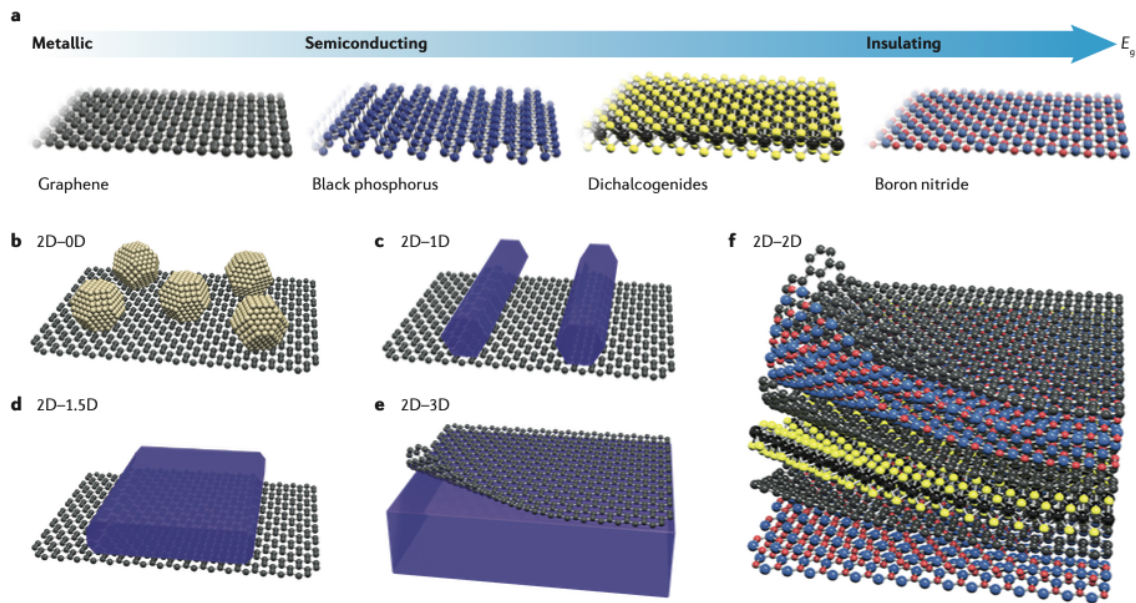 a
Metallic Semiconducting Insulating E_g
Graphene Black phosphorus Dichalcogenides Boron nitride
b 2D–0D c 2D–1D f 2D–2D
d 2D–1.5D e 2D–3D